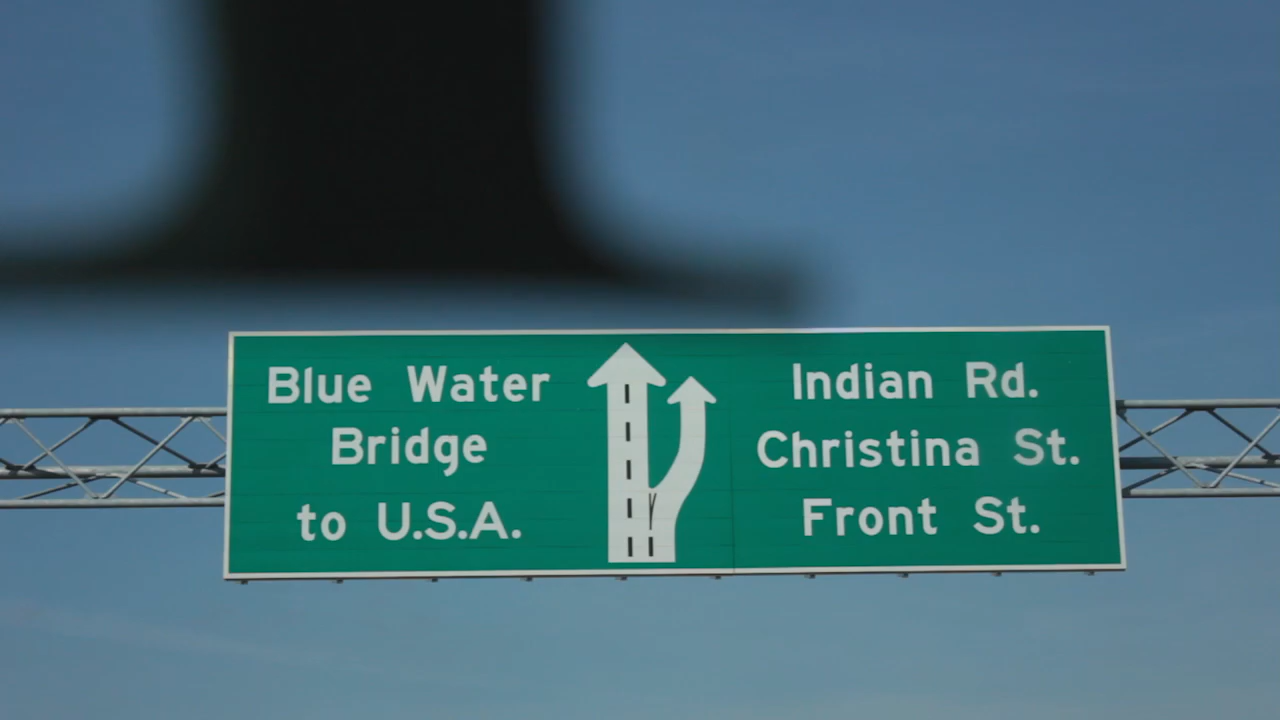 Blue Water
Bridge
to U.S.A.
Indian Rd.
Christina St.
Front St.